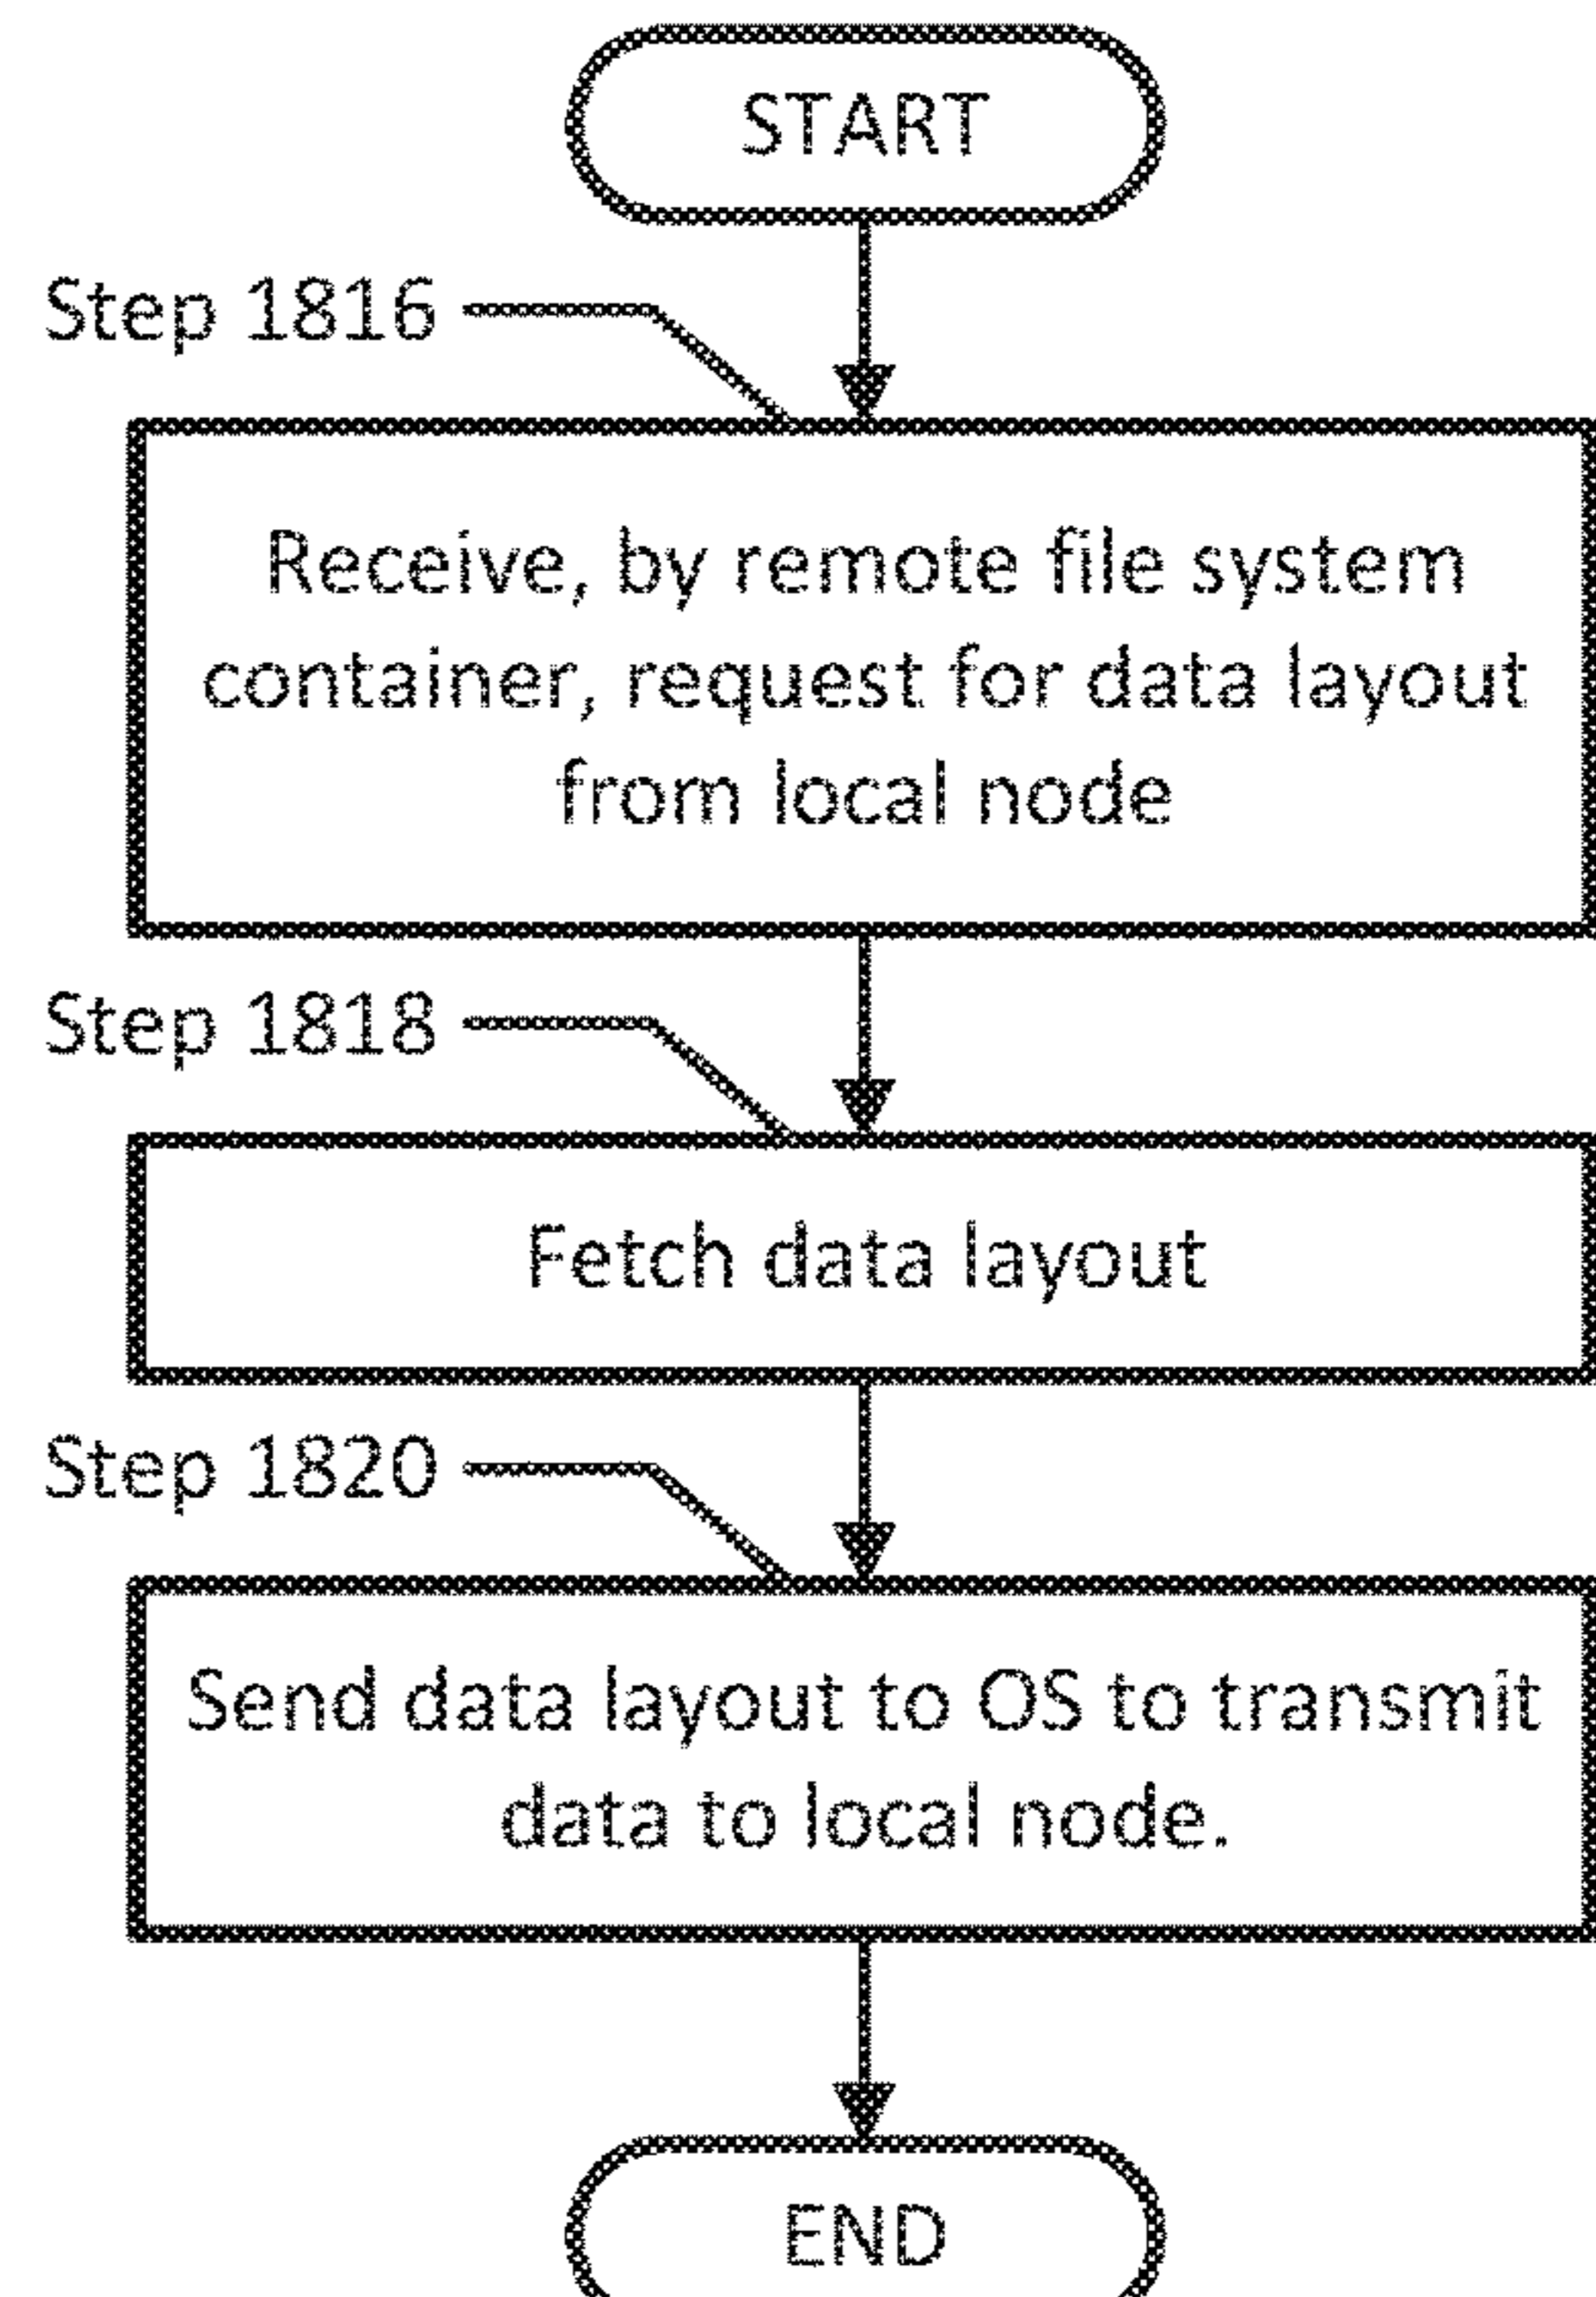 START
Step 1816
Receive, by remote file system
container, request for data layout
from local node
Step 1818
Fetch data layout
Step 1820
Send data layout to OS to transmit
data to local node.
END